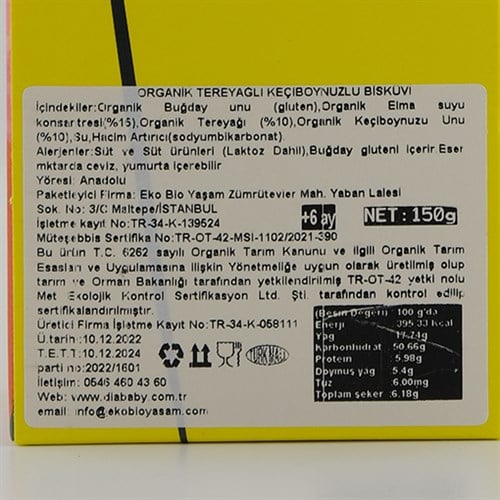 ORGANİK TEREYAĞLI KEÇİBOYNUZLU BİSKÜVİ
İçindekiler:Organik Buğday unu (gluten),Organik Elma suyu
konsantresi(%15),Organik Tereyağı (%10),Organik Keçiboynuzu Unu
(%10),Su,Hacim Artırıcı(sodyumbikarbonat).
Alerjenler:Süt ve Süt ürünleri (Laktoz Dahil),Buğday gluteni içerir.Eser
miktarda ceviz, yumurta içerebilir
Yöresi: Anadolu
Paketleyici Firma: Eko Bio Yaşam Zümrütevler Mah. Yaban Lalesi
Sok. No: 3/C Maltepe/İSTANBUL
İşletme kayıt No:TR-34-K-139524
+6 ay
NET: 150g
Müteşebbis Sertifika No:TR-OT-42-MSI-1102/2021-390
Bu ürün T.C. 6262 sayılı Organik Tarım Kanunu ve ilgili Organik Tarım
Esasları ve Uygulamasına İlişkin Yönetmeliğe uygun olarak üretilmiş olup
tarım ve Orman Bakanlığı tarafından yetkilendirilmiş TR-OT-42 yetki nolu
Met Ekolojik Kontrol Sertifikasyon Ltd. Şti. tarafından kontrol edilip
sertifikalandırılmıştır.
Üretici Firma İşletme Kayıt No:TR-34-K-058111
Ü.tarih :10.12.2022
T.E.T.T :10.12.2024
parti no:2022/1601
İletişim: 0546 460 43 60
Web: www.diababy.com.tr
email :info@ekobioyasam.com
TÜRK MALI
(Besin Değeri) 100 g'da
Enerji 395.33 kcal
Yağ 17.74g
Karbonhidrat 50.66g
Protein 5.98g
Doymuş yağ 5.4g
Tuz 6.00mg
Toplam şeker 6.18g